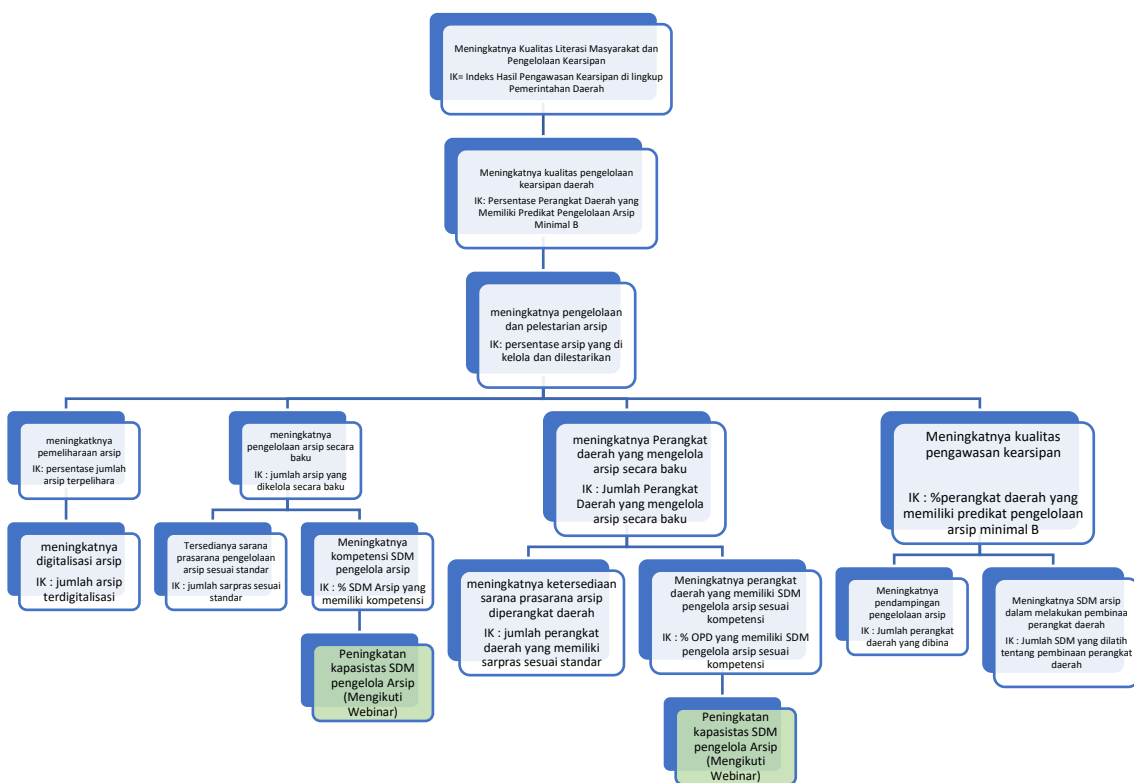 Meningkatnya Kualitas Literasi Masyarakat dan
Pengelolaan Kearsipan
IK= Indeks Hasil Pengawasan Kearsipan di lingkup
Pemerintahan Daerah
Meningkatnya kualitas pengelolaan
kearsipan daerah
IK: Persentase Perangkat Daerah yang
Memiliki Predikat Pengelolaan Arsip
Minimal B
meningkatnya pengelolaan
dan pelestarian arsip
IK: persentase arsip yang di
kelola dan dilestarikan
meningkatknya
pemeliharaan arsip
IK: persentase jumlah
arsip terpelihara
meningkatnya
digitalisasi arsip
IK : jumlah arsip
terdigitalisasi
meningkatnya
pengelolaan arsip secara
baku
IK : jumlah arsip yang
dikelola secara baku
Tersedianya sarana
prasarana pengelolaan
arsip sesuai standar
IK : jumlah sarpras sesuai
standar
Meningkatnya
kompetensi SDM
pengelola arsip
IK : % SDM Arsip yang
memiliki kompetensi
Peningkatan
kapasistas SDM
pengelola Arsip
(Mengikuti
Webinar)
meningkatnya Perangkat
daerah yang mengelola
arsip secara baku
IK : Jumlah Perangkat
Daerah yang mengelola
arsip secara baku
meningkatnya ketersediaan
sarana prasarana arsip
diperangkat daerah
IK : jumlah perangkat
daerah yang memiliki
sarpras sesuai standar
Meningkatnya perangkat
daerah yang memiliki SDM
pengelola arsip sesuai
kompetensi
IK : % OPD yang memiliki SDM
pengelola arsip sesuai
kompetensi
Peningkatan
kapasistas SDM
pengelola Arsip
(Mengikuti
Webinar)
Meningkatnya kualitas
pengawasan kearsipan
IK : %perangkat daerah yang
memiliki predikat pengelolaan
arsip minimal B
Meningkatnya
pendampingan
pengelolaan arsip
IK : Jumlah perangkat
daerah yang dibina
Meningkatnya SDM arsip
dalam melakukan pembinaa
perangkat daerah
IK : Jumlah SDM yang dilatih
tentang pembinaan perangkat
daerah